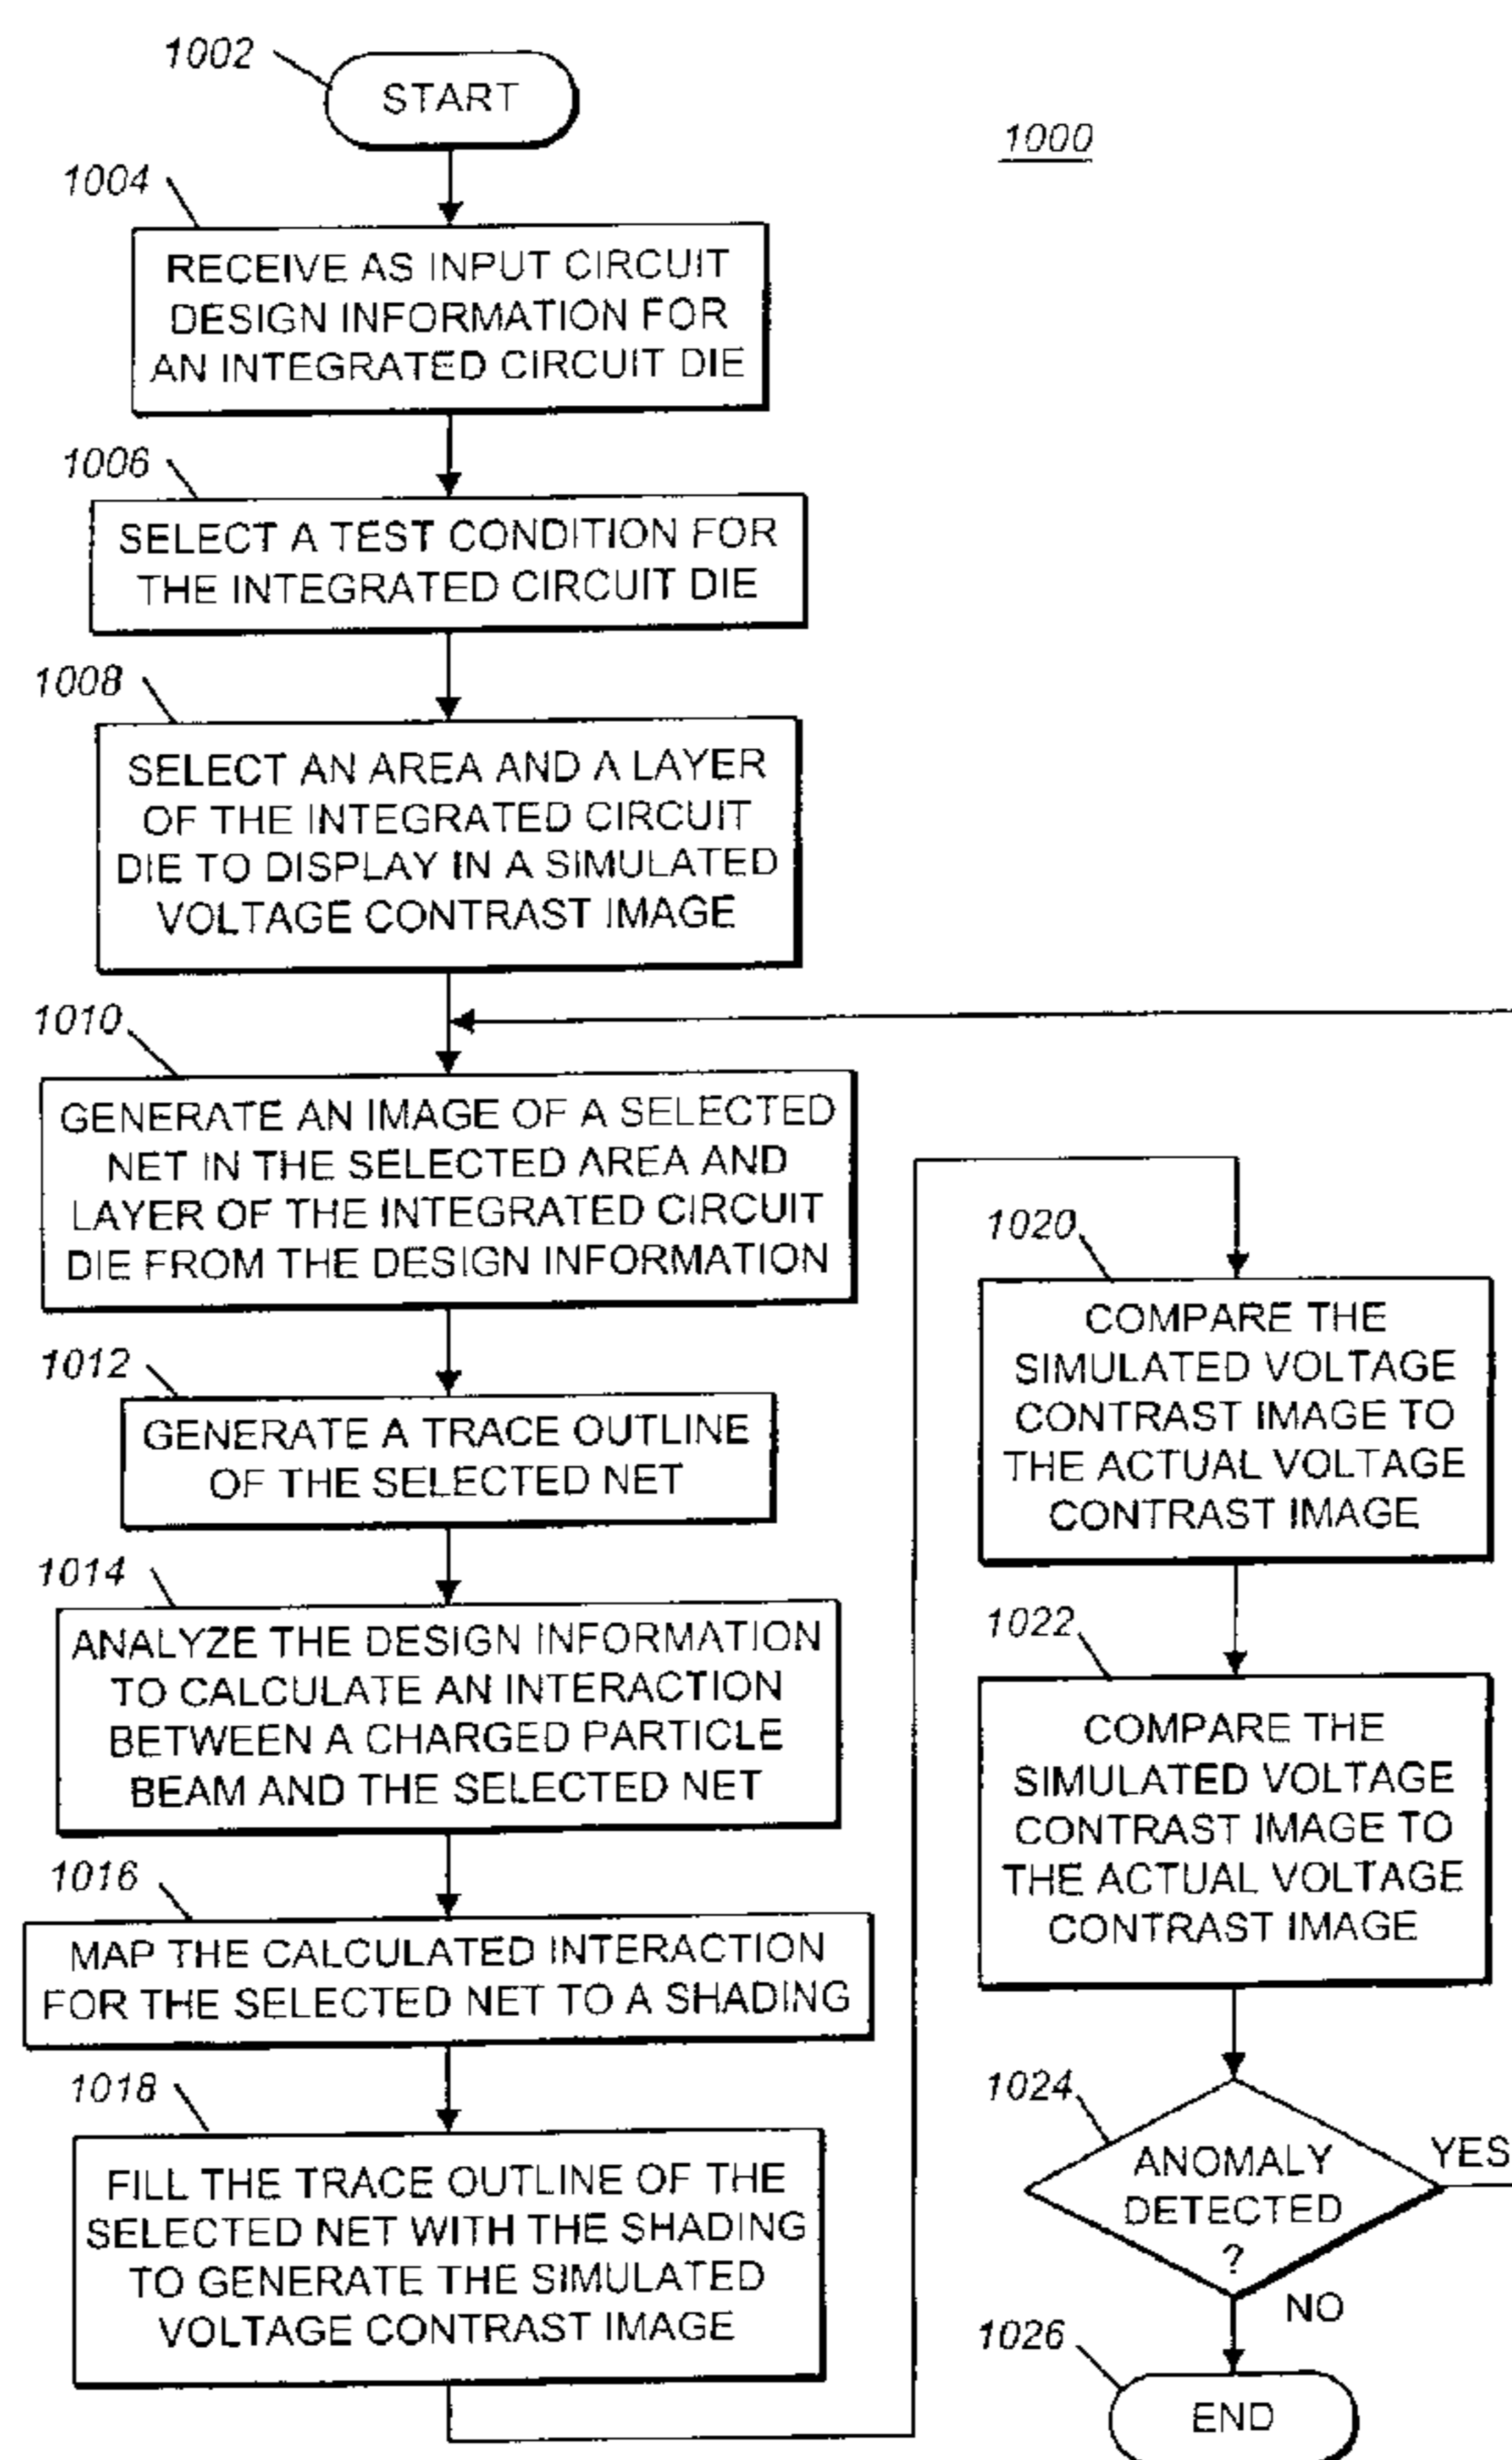 1002
START
1000
1004
RECEIVE AS INPUT CIRCUIT
DESIGN INFORMATION FOR
AN INTEGRATED CIRCUIT DIE
1006
SELECT A TEST CONDITION FOR
THE INTEGRATED CIRCUIT DIE
1008
SELECT AN AREA AND A LAYER
OF THE INTEGRATED CIRCUIT
DIE TO DISPLAY IN A SIMULATED
VOLTAGE CONTRAST IMAGE
1010
GENERATE AN IMAGE OF A SELECTED
NET IN THE SELECTED AREA AND
LAYER OF THE INTEGRATED CIRCUIT
DIE FROM THE DESIGN INFORMATION
1012
GENERATE A TRACE OUTLINE
OF THE SELECTED NET
1014
ANALYZE THE DESIGN INFORMATION
TO CALCULATE AN INTERACTION
BETWEEN A CHARGED PARTICLE
BEAM AND THE SELECTED NET
1016
MAP THE CALCULATED INTERACTION
FOR THE SELECTED NET TO A SHADING
1018
FILL THE TRACE OUTLINE OF THE
SELECTED NET WITH THE SHADING
TO GENERATE THE SIMULATED
VOLTAGE CONTRAST IMAGE
1020
COMPARE THE
SIMULATED VOLTAGE
CONTRAST IMAGE TO
THE ACTUAL VOLTAGE
CONTRAST IMAGE
1022
COMPARE THE
SIMULATED VOLTAGE
CONTRAST IMAGE TO
THE ACTUAL VOLTAGE
CONTRAST IMAGE
1024
ANOMALY
DETECTED
?
YES
NO
1026
END